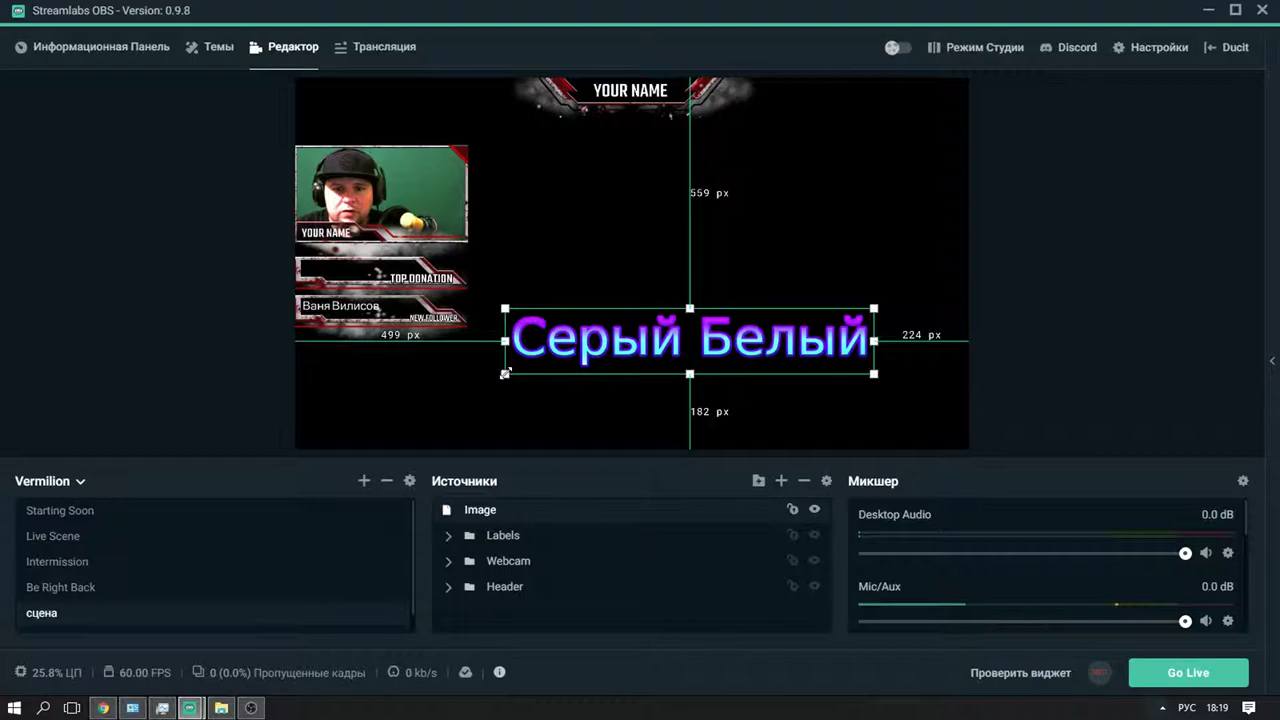 Streamlabs OBS - Version: 0.9.8
Информационная Панель
Темы
Редактор
Трансляция
Режим Студии
Discord
Настройки
Ducit
YOUR NAME
559 px
YOUR NAME
TOP DONATION
Ваня Вилисов
NEW FOLLOWER
499 px
Серый Белый
224 px
182 px
Vermilion
Starting Soon
Live Scene
Intermission
Be Right Back
сцена
Источники
Image
Labels
Webcam
Header
Микшер
Desktop Audio 0.0 dB
Mic/Aux 0.0 dB
25.8% ЦП
60.00 FPS
0 (0.0%) Пропущенные кадры
0 kb/s
Проверить виджет
Go Live
РУС 18:19